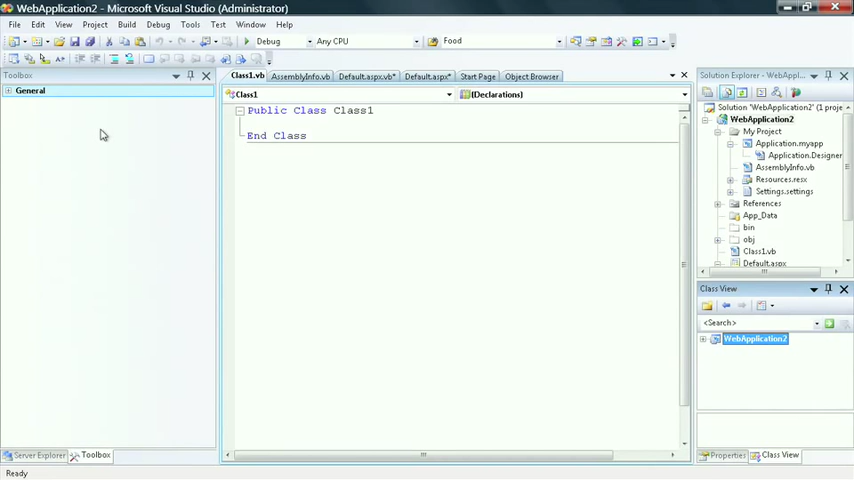 WebApplication2 - Microsoft Visual Studio (Administrator)
File Edit View Project Build Debug Tools Test Window Help
Debug Any CPU Food
Toolbox
General
Class1.vb AssemblyInfo.vb Default.aspx.vb* Default.aspx* Start Page Object Browser
Class1 (Declarations)
Public Class Class1
End Class
Solution Explorer - WebAppl...
Solution 'WebApplication2' (1 proje
WebApplication2
My Project
Application.myapp
Application.Designer
AssemblyInfo.vb
Resources.resx
Settings.settings
References
App_Data
bin
obj
Class1.vb
Default.aspx
Class View
<Search>
WebApplication2
Server Explorer Toolbox
Properties Class View
Ready